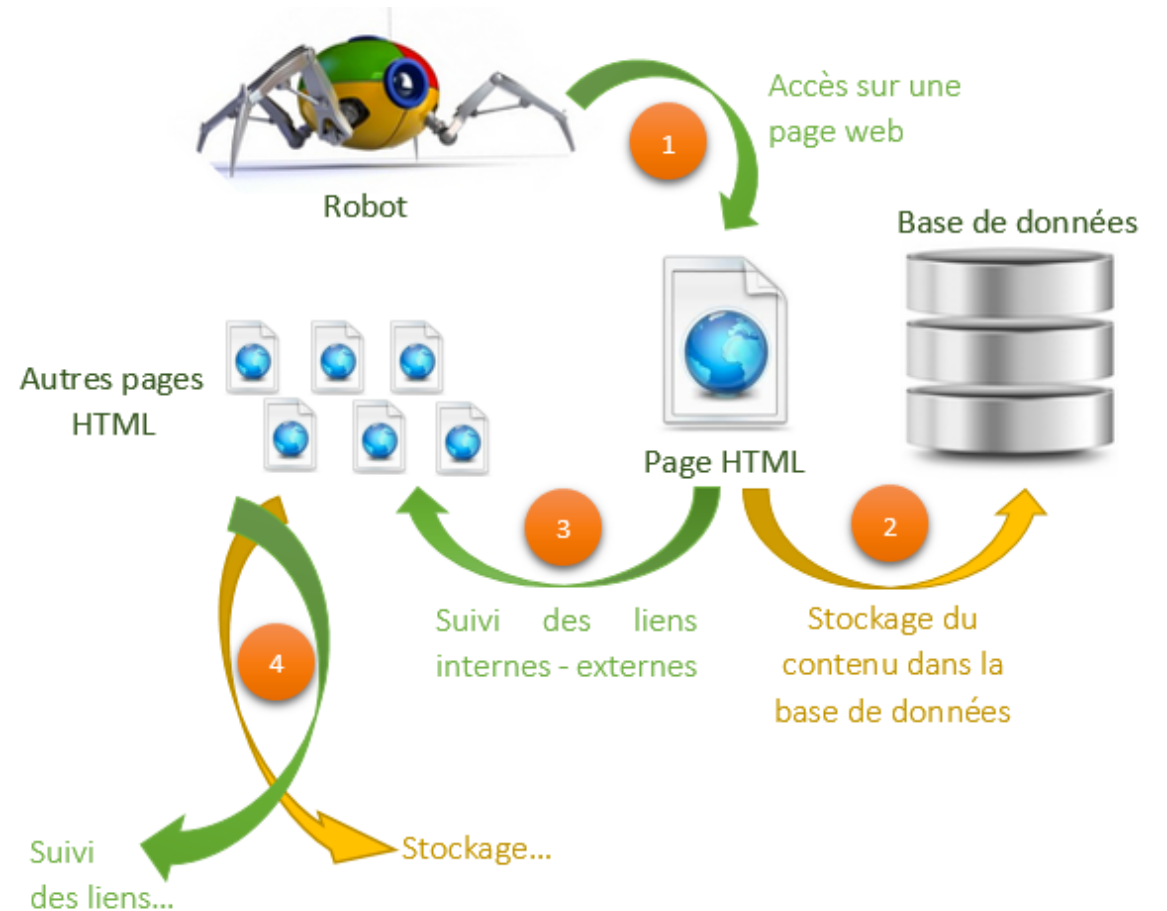 Accès sur une
page web
1
Robot
Base de données
Autres pages
HTML
Page HTML
3
2
Suivi des liens
internes - externes
Stockage du
contenu dans la
base de données
4
Suivi
des liens...
Stockage...